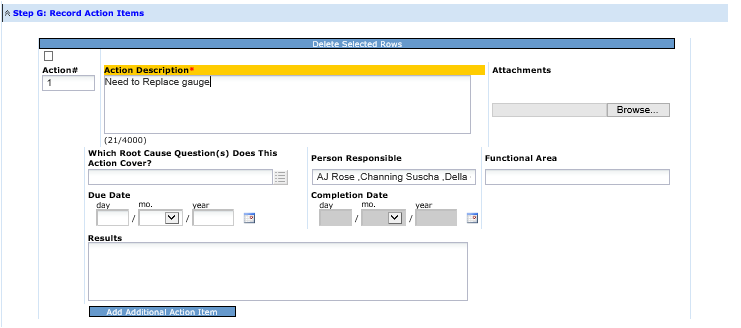 Step G: Record Action Items
Delete Selected Rows
Action# Action Description* Attachments
1 Need to Replace gauge
Browse...
(21/4000)
Which Root Cause Question(s) Does This
Action Cover? Person Responsible Functional Area
AJ Rose ,Channing Suscha ,Della
Due Date Completion Date
day mo. year day mo. year
/ / / /
Results
Add Additional Action Item